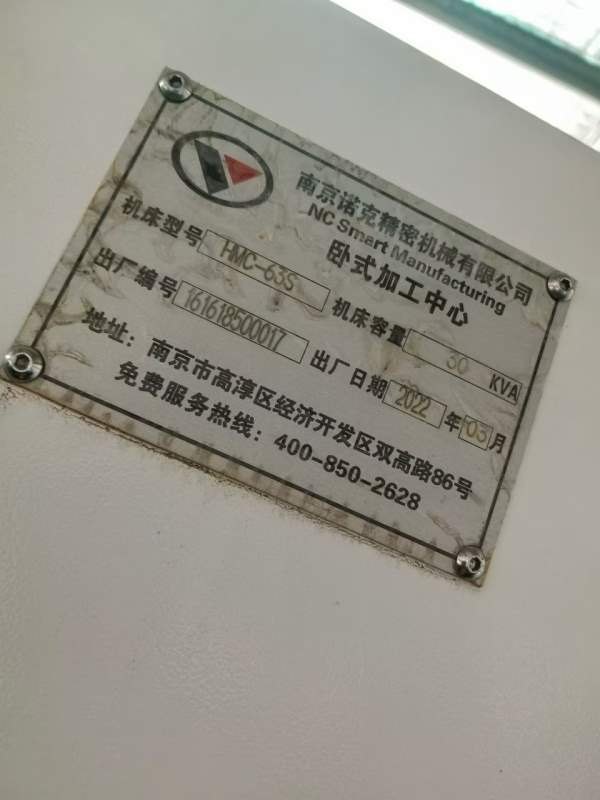 南京诺克精密机械有限公司
NC Smart Manufacturing
卧式加工中心
机床型号 HMC-63S 机床容量 30 KVA
出厂编号 161618500017 出厂日期 2022 年 03 月
地址：南京市高淳区经济开发区双高路86号
免费服务热线：400-850-2628